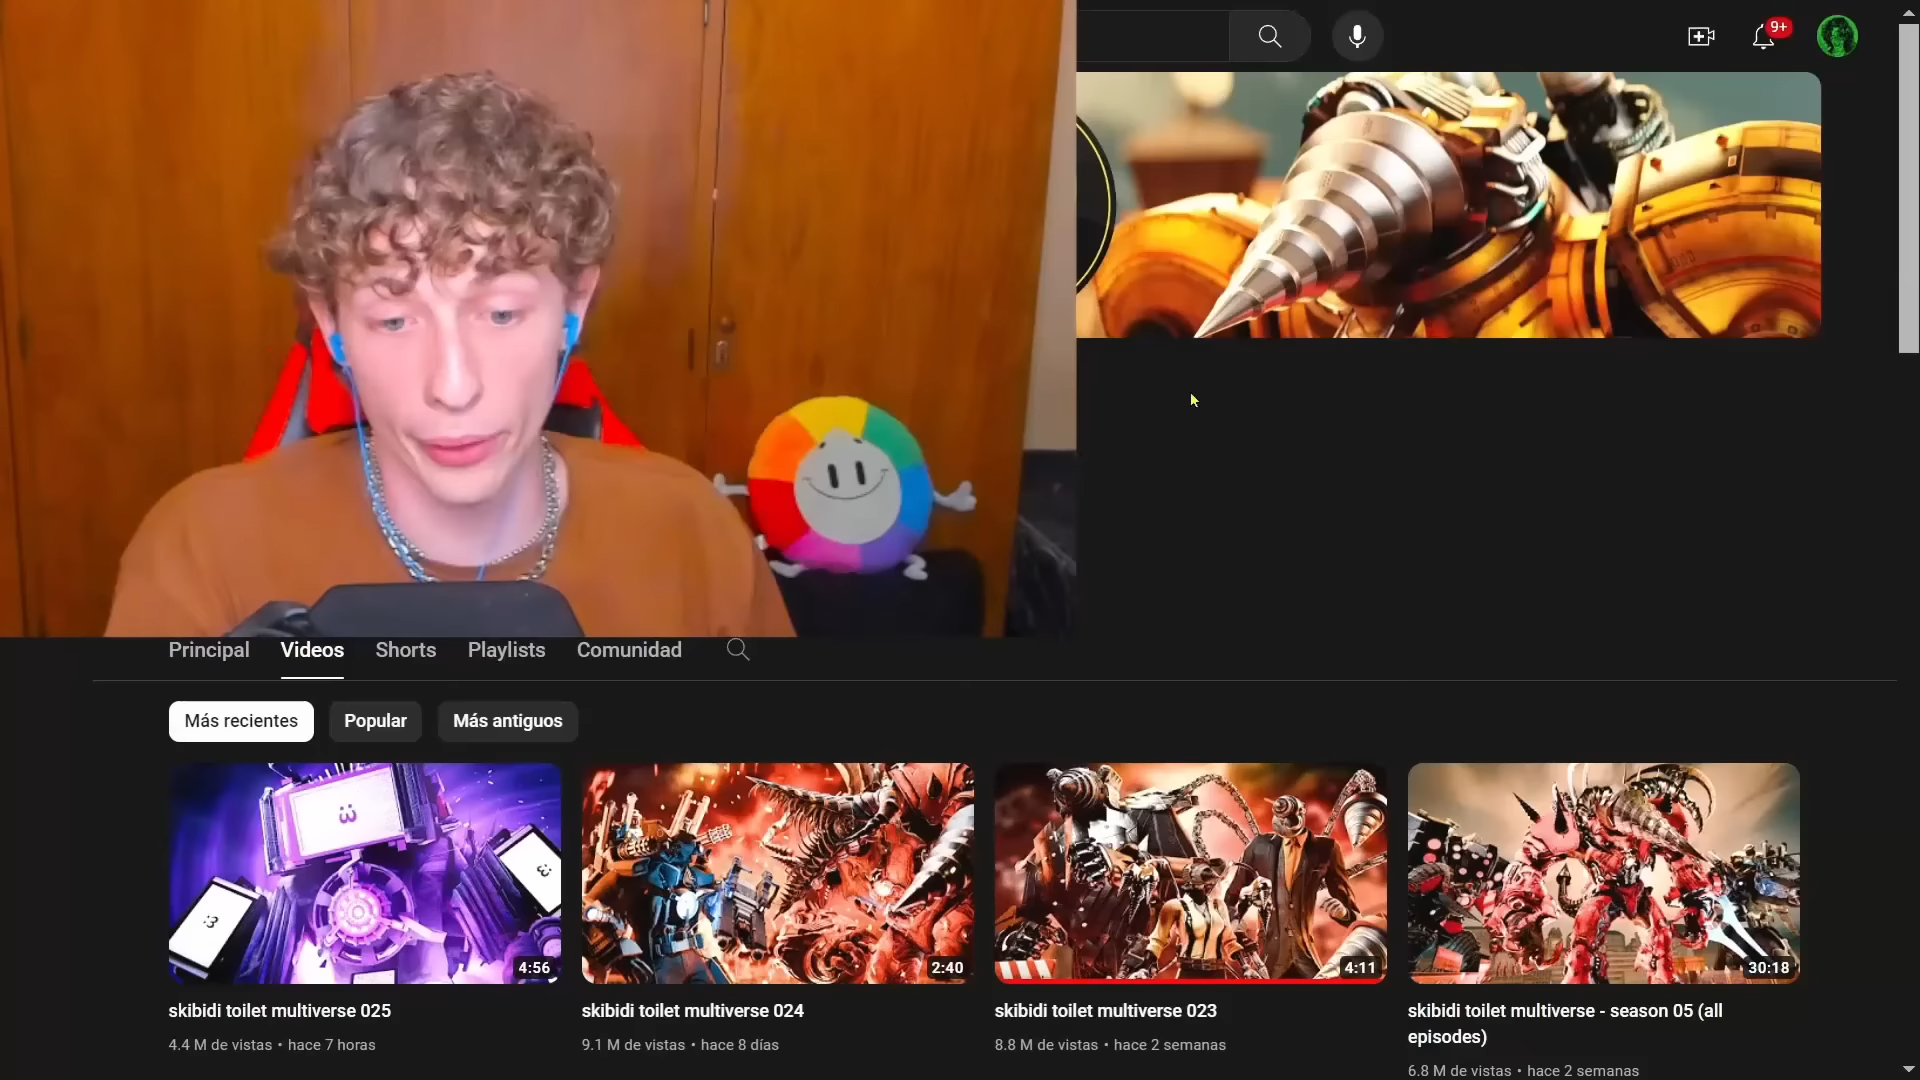 9+
Principal
Videos
Shorts
Playlists
Comunidad
Más recientes
Popular
Más antiguos
4:56
2:40
4:11
30:18
skibidi toilet multiverse 025
4.4 M de vistas • hace 7 horas
skibidi toilet multiverse 024
9.1 M de vistas • hace 8 días
skibidi toilet multiverse 023
8.8 M de vistas • hace 2 semanas
skibidi toilet multiverse - season 05 (all
episodes)
6.8 M de vistas • hace 2 semanas